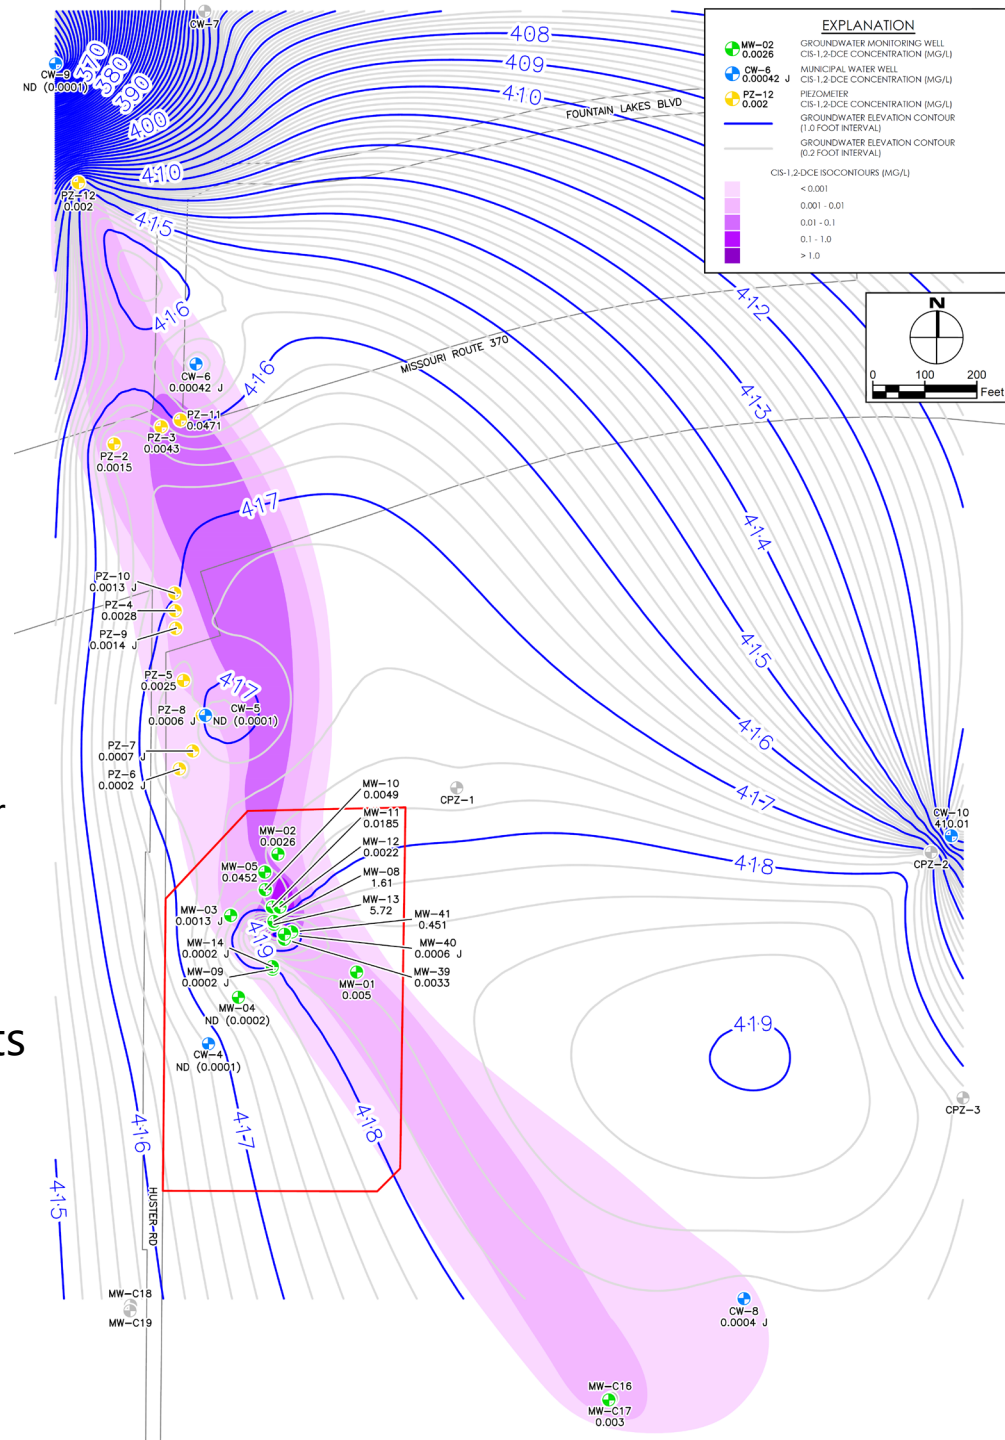 CW-7
408
409
410
FOUNTAIN LAKES BLVD
370
380
390
400
CW-9
ND (0.0001)
410
PZ-12
0.002
415
EXPLANATION
MW-02
0.0026
GROUNDWATER MONITORING WELL
CIS-1,2-DCE CONCENTRATION (MG/L)
CW-6
0.00042 J
MUNICIPAL WATER WELL
CIS-1,2-DCE CONCENTRATION (MG/L)
PZ-12
0.002
PIEZOMETER
CIS-1,2-DCE CONCENTRATION (MG/L)
GROUNDWATER ELEVATION CONTOUR
(1.0 FOOT INTERVAL)
GROUNDWATER ELEVATION CONTOUR
(0.2 FOOT INTERVAL)
CIS-1,2-DCE ISOCONTOURS (MG/L)
< 0.001
0.001 - 0.01
0.01 - 0.1
0.1 - 1.0
> 1.0
N
0 100 200
Feet
416
412
MISSOURI ROUTE 370
CW-6
0.00042 J
416
413
PZ-11
0.0471
PZ-3
0.0043
PZ-2
0.0015
417
414
PZ-10
0.0013 J
PZ-4
0.0028
PZ-9
0.0014 J
415
PZ-5
0.0025
417
PZ-8
0.0006 J
CW-5
ND (0.0001)
416
PZ-7
0.0007 J
PZ-6
0.0002 J
417
CPZ-1
MW-10
0.0049
r
MW-11
0.0185
MW-02
0.0026
MW-12
0.0022
CW-10
410.01
CPZ-2
418
MW-05
0.0452
MW-08
1.61
MW-13
5.72
MW-03
0.0013 J
MW-41
0.451
419
MW-14
0.0002 J
MW-40
0.0006 J
MW-09
0.0002 J
MW-39
0.0033
MW-01
0.005
MW-04
ND (0.0002)
419
ts
CW-4
ND (0.0001)
CPZ-3
416
417
418
415
HUSTER RD
MW-C18
MW-C19
CW-8
0.0004 J
MW-C16
MW-C17
0.003